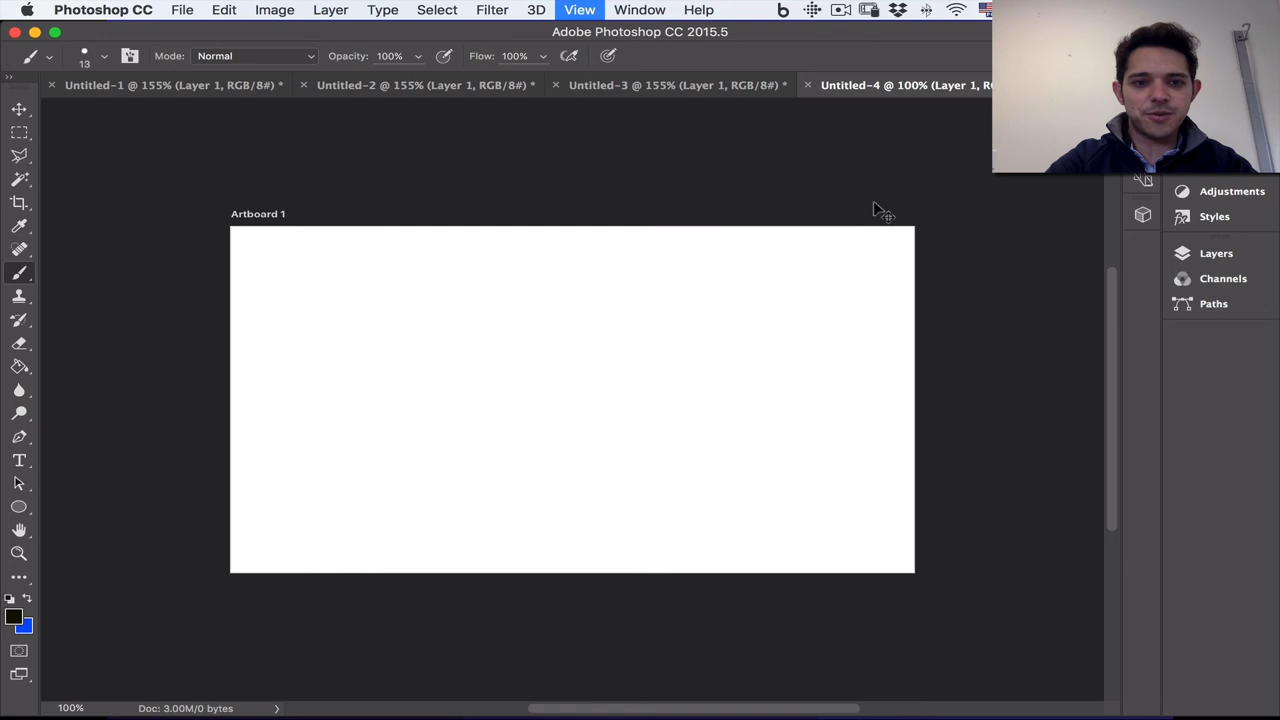 Photoshop CC File Edit Image Layer Type Select Filter 3D View Window Help
Adobe Photoshop CC 2015.5
13 Mode: Normal Opacity: 100% Flow: 100%
Untitled-1 @ 155% (Layer 1, RGB/8#) * Untitled-2 @ 155% (Layer 1, RGB/8#) * Untitled-3 @ 155% (Layer 1, RGB/8#) * Untitled-4 @ 100% (Layer 1, R
Adjustments
Styles
Artboard 1
Layers
Channels
Paths
100% Doc: 3.00M/0 bytes